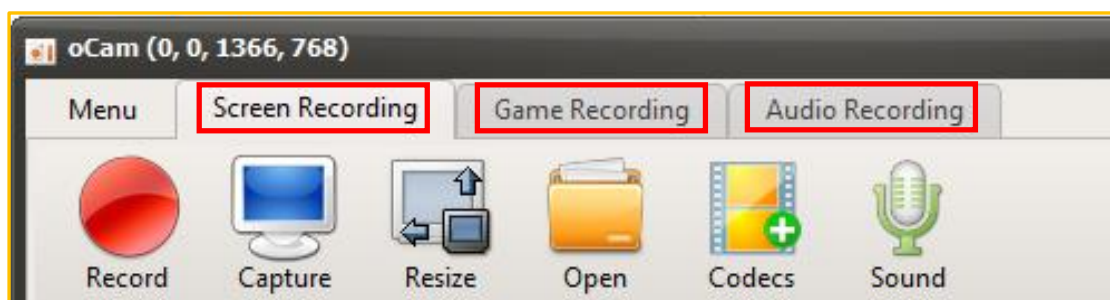 oCam (0, 0, 1366, 768)
Menu Screen Recording Game Recording Audio Recording
Record Capture Resize Open Codecs Sound